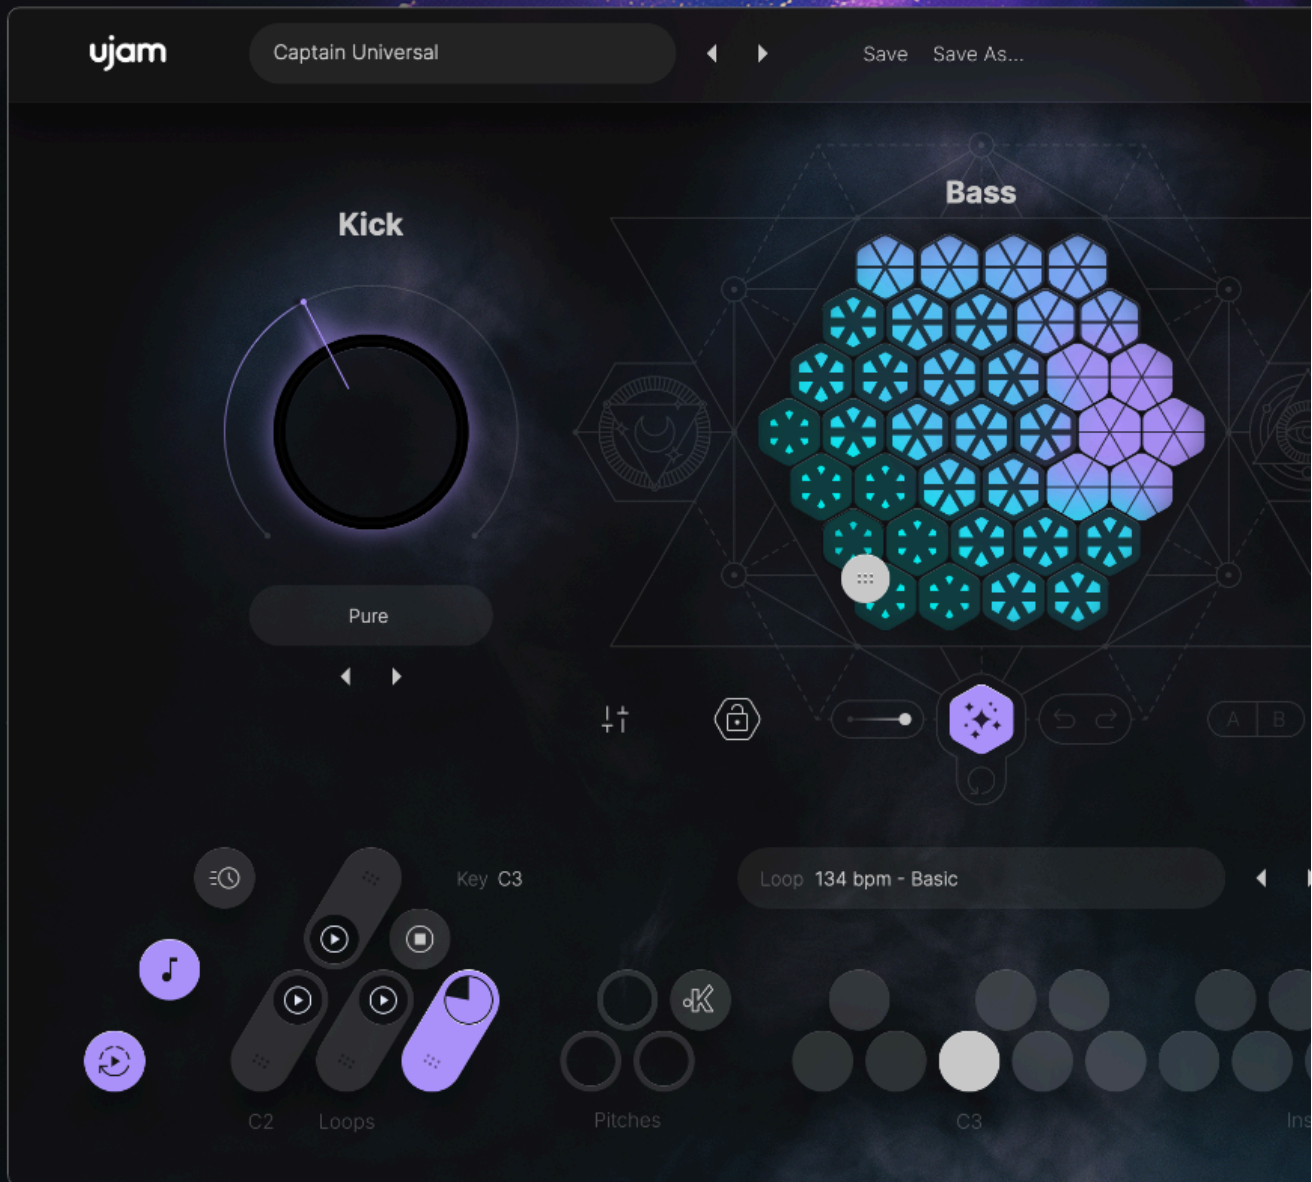 ujam
Captain Universal
Save
Save As...
Kick
Bass
Pure
A
B
Key C3
Loop 134 bpm - Basic
K
C2
Loops
Pitches
C3
Ins